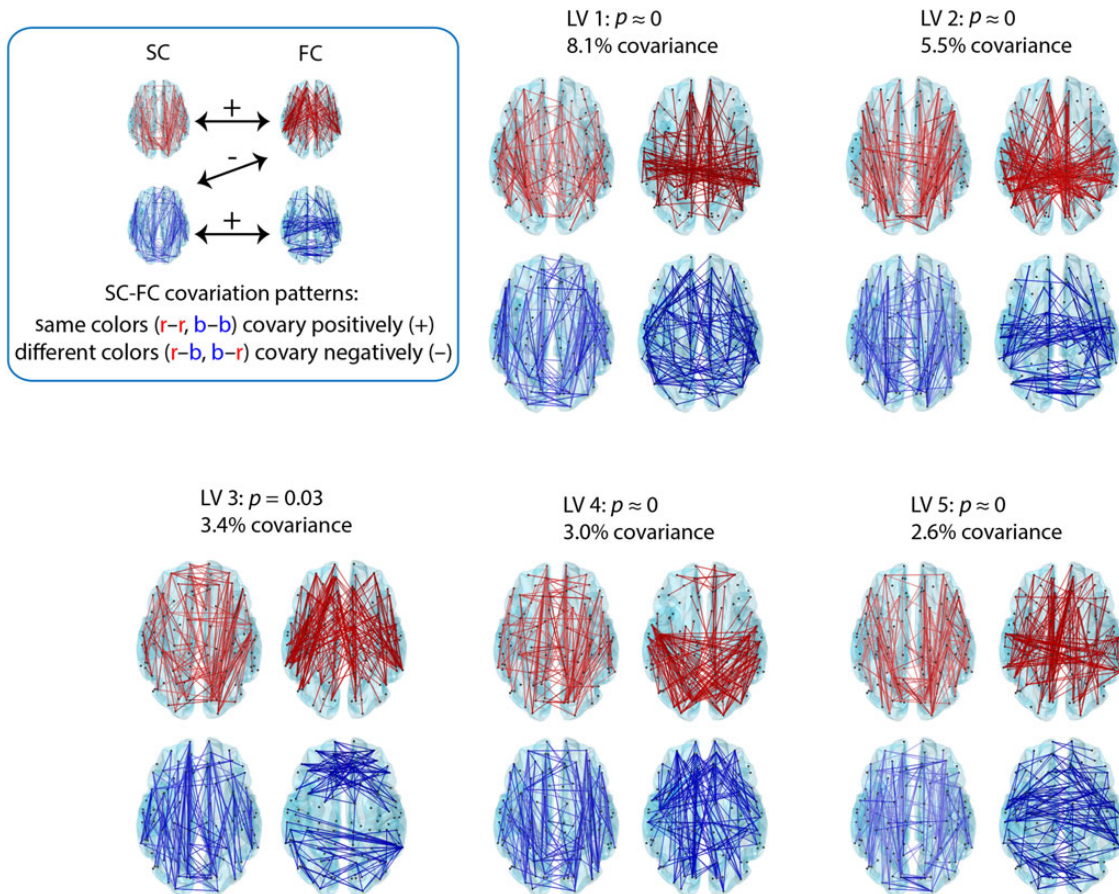 SC
FC
+
-
+
SC-FC covariation patterns:
same colors (r–r, b–b) covary positively (+)
different colors (r–b, b–r) covary negatively (–)
LV 1: p ≈ 0
8.1% covariance
LV 2: p ≈ 0
5.5% covariance
LV 3: p = 0.03
3.4% covariance
LV 4: p ≈ 0
3.0% covariance
LV 5: p ≈ 0
2.6% covariance